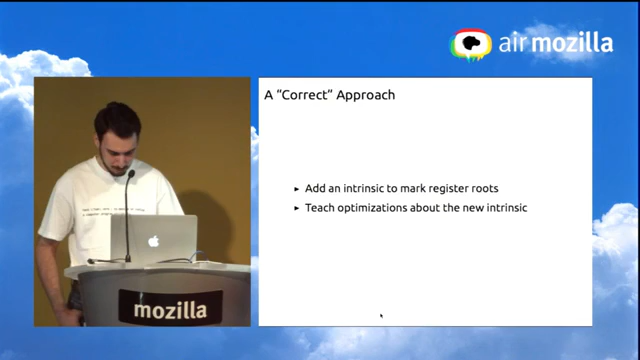 air mozilla
A "Correct" Approach
► Add an intrinsic to mark register roots
► Teach optimizations about the new intrinsic
mozilla